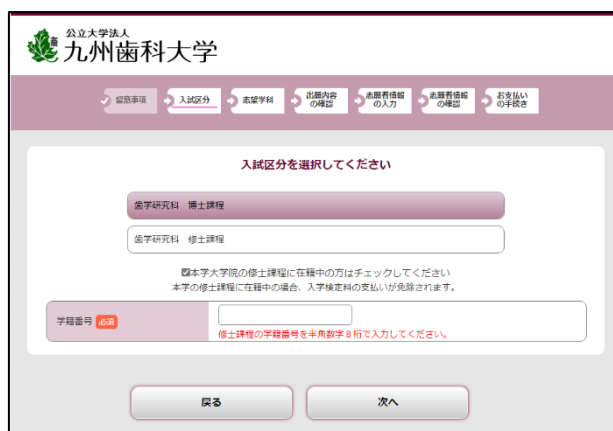 公立大学法人
九州歯科大学
留意事項
入試区分
志望学科
出願内容
の確認
志願者情報
の入力
志願者情報
の確認
お支払い
の手続き
入試区分を選択してください
歯学研究科 博士課程
歯学研究科 修士課程
本学大学院の修士課程に在籍中の方はチェックしてください
本学の修士課程に在籍中の場合、入学検定料の支払いが免除されます。
学籍番号 必須
修士課程の学籍番号を半角数字8桁で入力してください。
戻る
次へ